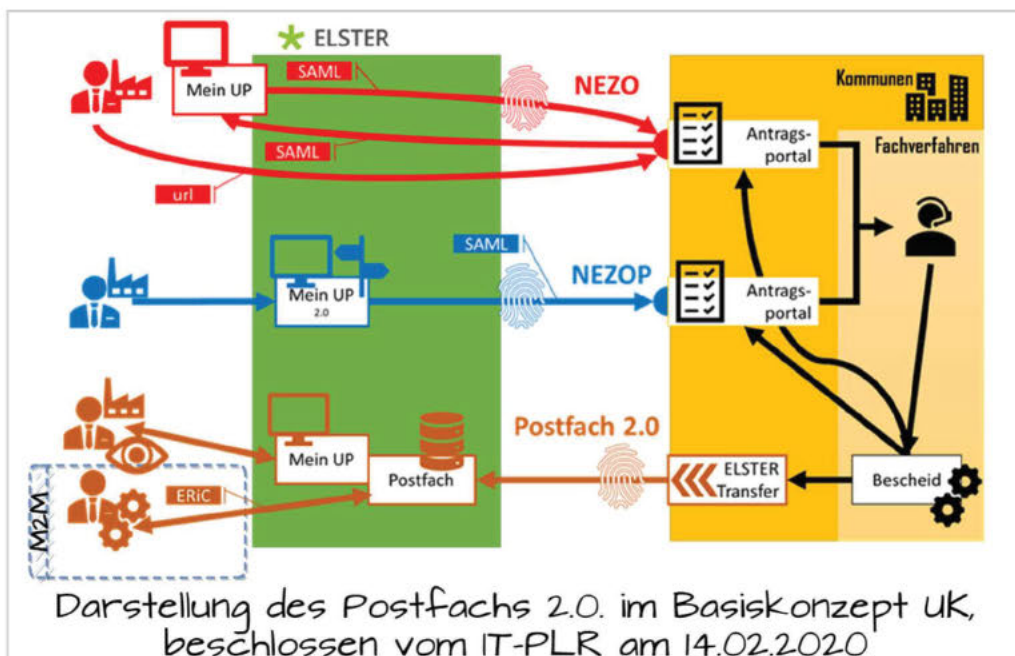 ELSTER
SAML
Mein UP
NEZO
SAML
url
Kommunen
Antrags-
portal
Fachverfahren
SAML
Mein UP
2.0
NEZOP
Antrags-
portal
Postfach 2.0
Mein UP
Postfach
ERiC
M2M
ELSTER
Transfer
Bescheid
Darstellung des Postfachs 2.0. im Basiskonzept UK,
beschlossen vom IT-PLR am 14.02.2020